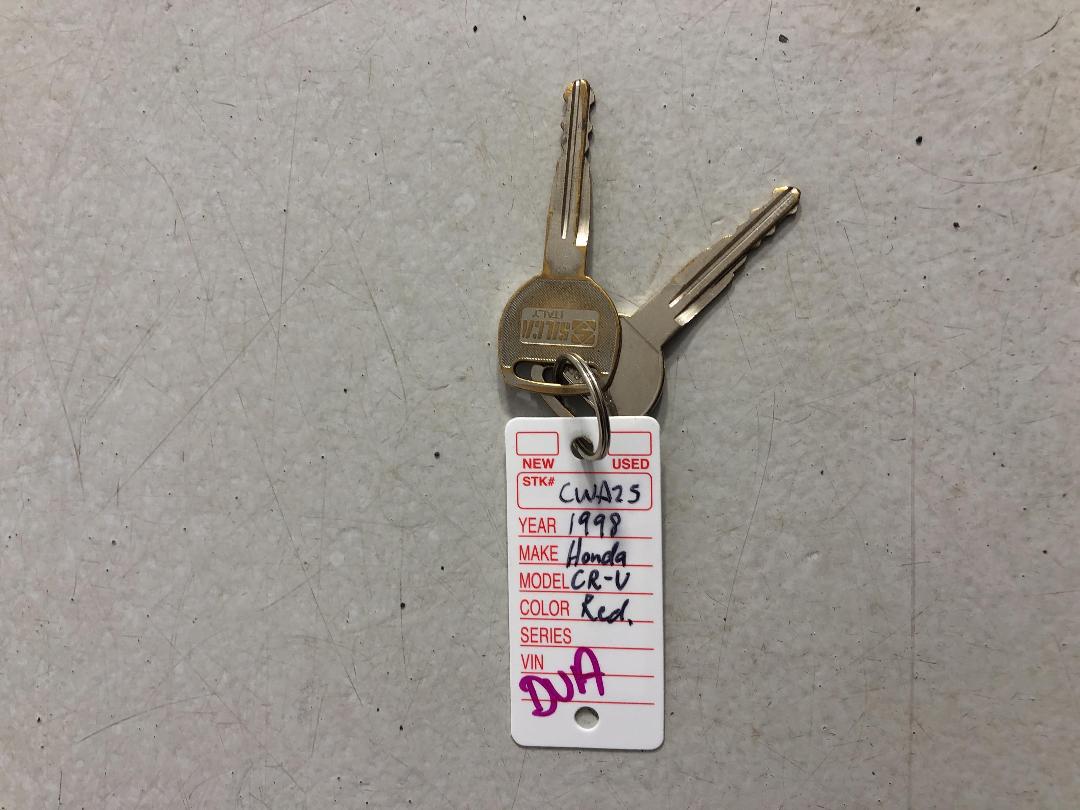 SILCA
ITALY
NEW USED
STK# CWA25
YEAR 1998
MAKE Honda
MODEL CR-V
COLOR Red.
SERIES
VIN
DUA